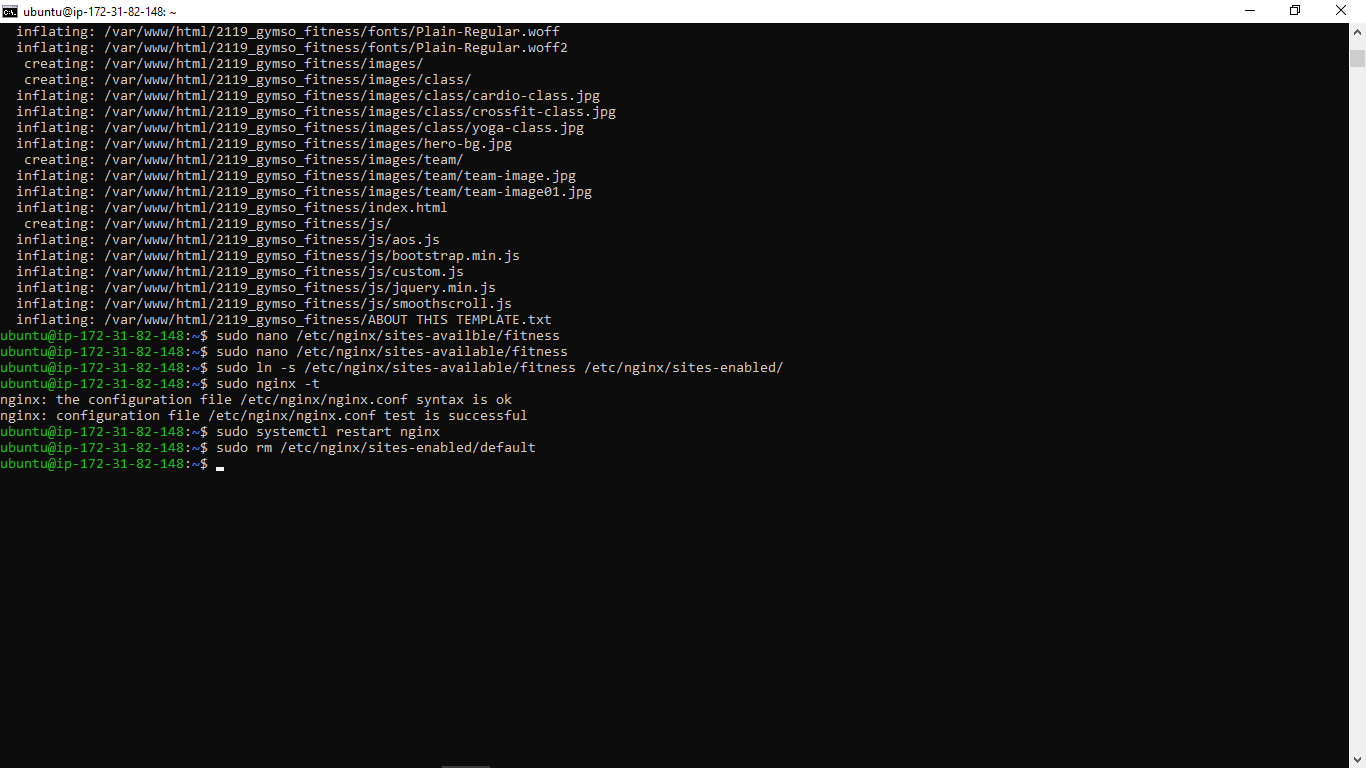 ubuntu@ip-172-31-82-148: ~
inflating: /var/www/html/2119_gymso_fitness/fonts/Plain-Regular.woff
inflating: /var/www/html/2119_gymso_fitness/fonts/Plain-Regular.woff2
creating: /var/www/html/2119_gymso_fitness/images/
creating: /var/www/html/2119_gymso_fitness/images/class/
inflating: /var/www/html/2119_gymso_fitness/images/class/cardio-class.jpg
inflating: /var/www/html/2119_gymso_fitness/images/class/crossfit-class.jpg
inflating: /var/www/html/2119_gymso_fitness/images/class/yoga-class.jpg
inflating: /var/www/html/2119_gymso_fitness/images/hero-bg.jpg
creating: /var/www/html/2119_gymso_fitness/images/team/
inflating: /var/www/html/2119_gymso_fitness/images/team/team-image.jpg
inflating: /var/www/html/2119_gymso_fitness/images/team/team-image01.jpg
inflating: /var/www/html/2119_gymso_fitness/index.html
creating: /var/www/html/2119_gymso_fitness/js/
inflating: /var/www/html/2119_gymso_fitness/js/aos.js
inflating: /var/www/html/2119_gymso_fitness/js/bootstrap.min.js
inflating: /var/www/html/2119_gymso_fitness/js/custom.js
inflating: /var/www/html/2119_gymso_fitness/js/jquery.min.js
inflating: /var/www/html/2119_gymso_fitness/js/smoothscroll.js
inflating: /var/www/html/2119_gymso_fitness/ABOUT THIS TEMPLATE.txt
ubuntu@ip-172-31-82-148:~$ sudo nano /etc/nginx/sites-availble/fitness
ubuntu@ip-172-31-82-148:~$ sudo nano /etc/nginx/sites-available/fitness
ubuntu@ip-172-31-82-148:~$ sudo ln -s /etc/nginx/sites-available/fitness /etc/nginx/sites-enabled/
ubuntu@ip-172-31-82-148:~$ sudo nginx -t
nginx: the configuration file /etc/nginx/nginx.conf syntax is ok
nginx: configuration file /etc/nginx/nginx.conf test is successful
ubuntu@ip-172-31-82-148:~$ sudo systemctl restart nginx
ubuntu@ip-172-31-82-148:~$ sudo rm /etc/nginx/sites-enabled/default
ubuntu@ip-172-31-82-148:~$